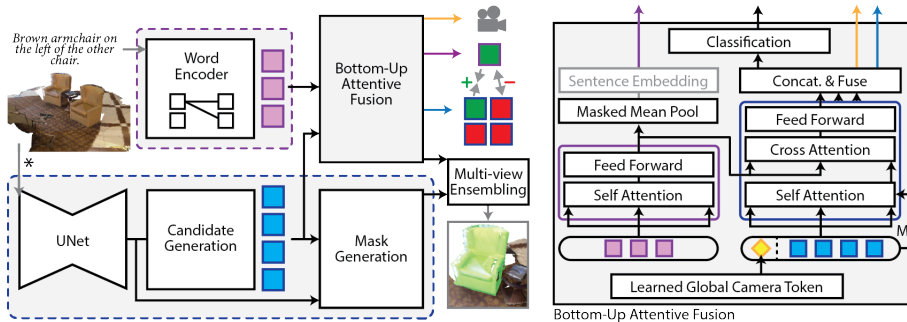 Brown armchair on
the left of the other
chair.
Word
Encoder
Bottom-Up
Attentive
Fusion
+
–
*
UNet
Candidate
Generation
Mask
Generation
Multi-view
Ensembling
Classification
Sentence Embedding
Concat. & Fuse
Masked Mean Pool
Feed Forward
Cross Attention
Feed Forward
Self Attention
Self Attention
M
Learned Global Camera Token
Bottom-Up Attentive Fusion